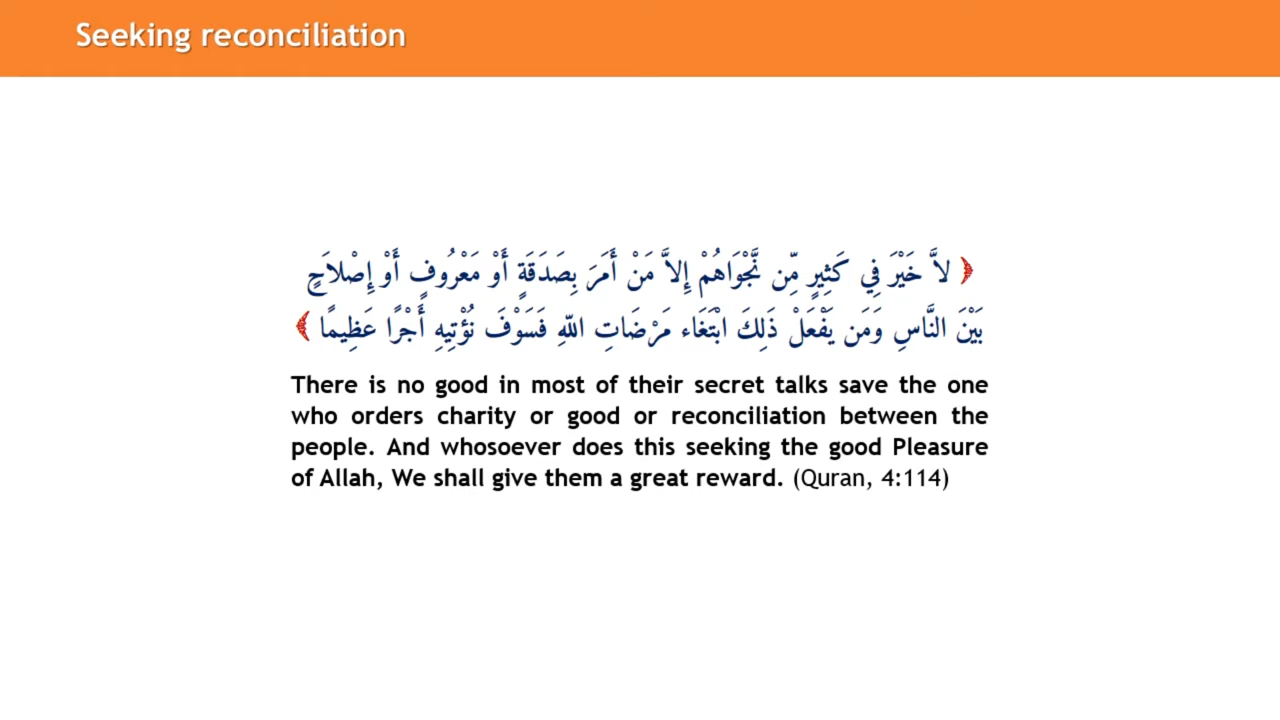 Seeking reconciliation
﴿ لاَّ خَيْرَ فِي كَثِيرٍ مِّن نَّجْوَاهُمْ إِلاَّ مَنْ أَمَرَ بِصَدَقَةٍ أَوْ مَعْرُوفٍ أَوْ إِصْلاَحٍ
بَيْنَ النَّاسِ وَمَن يَفْعَلْ ذَلِكَ ابْتَغَاء مَرْضَاتِ اللّهِ فَسَوْفَ نُؤْتِيهِ أَجْرًا عَظِيمًا ﴾
There is no good in most of their secret talks save the one
who orders charity or good or reconciliation between the
people. And whosoever does this seeking the good Pleasure
of Allah, We shall give them a great reward. (Quran, 4:114)